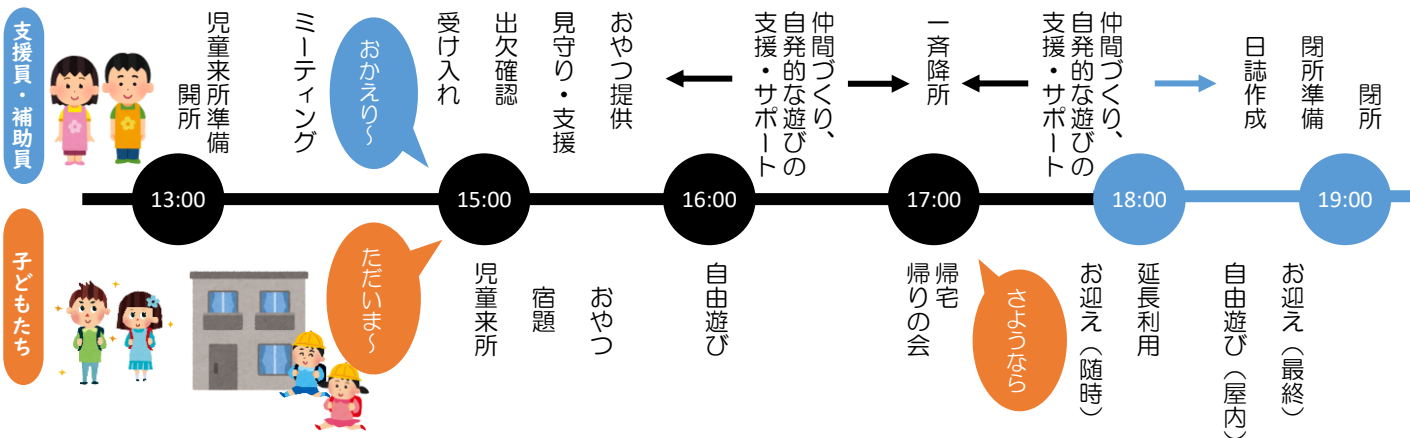 支援員・補助員
開所
児童来所準備
ミーティング
おかえり~
受け入れ
出欠確認
見守り・支援
おやつ提供
仲間づくり、
自発的な遊びの
支援・サポート
一斉降所
仲間づくり、
自発的な遊びの
支援・サポート
日誌作成
閉所準備
閉所
13:00
15:00
16:00
17:00
18:00
19:00
子どもたち
ただいま~
児童来所
宿題
おやつ
自由遊び
帰りの会
帰宅
さようなら
お迎え(随時)
延長利用
自由遊び(屋内)
お迎え(最終)